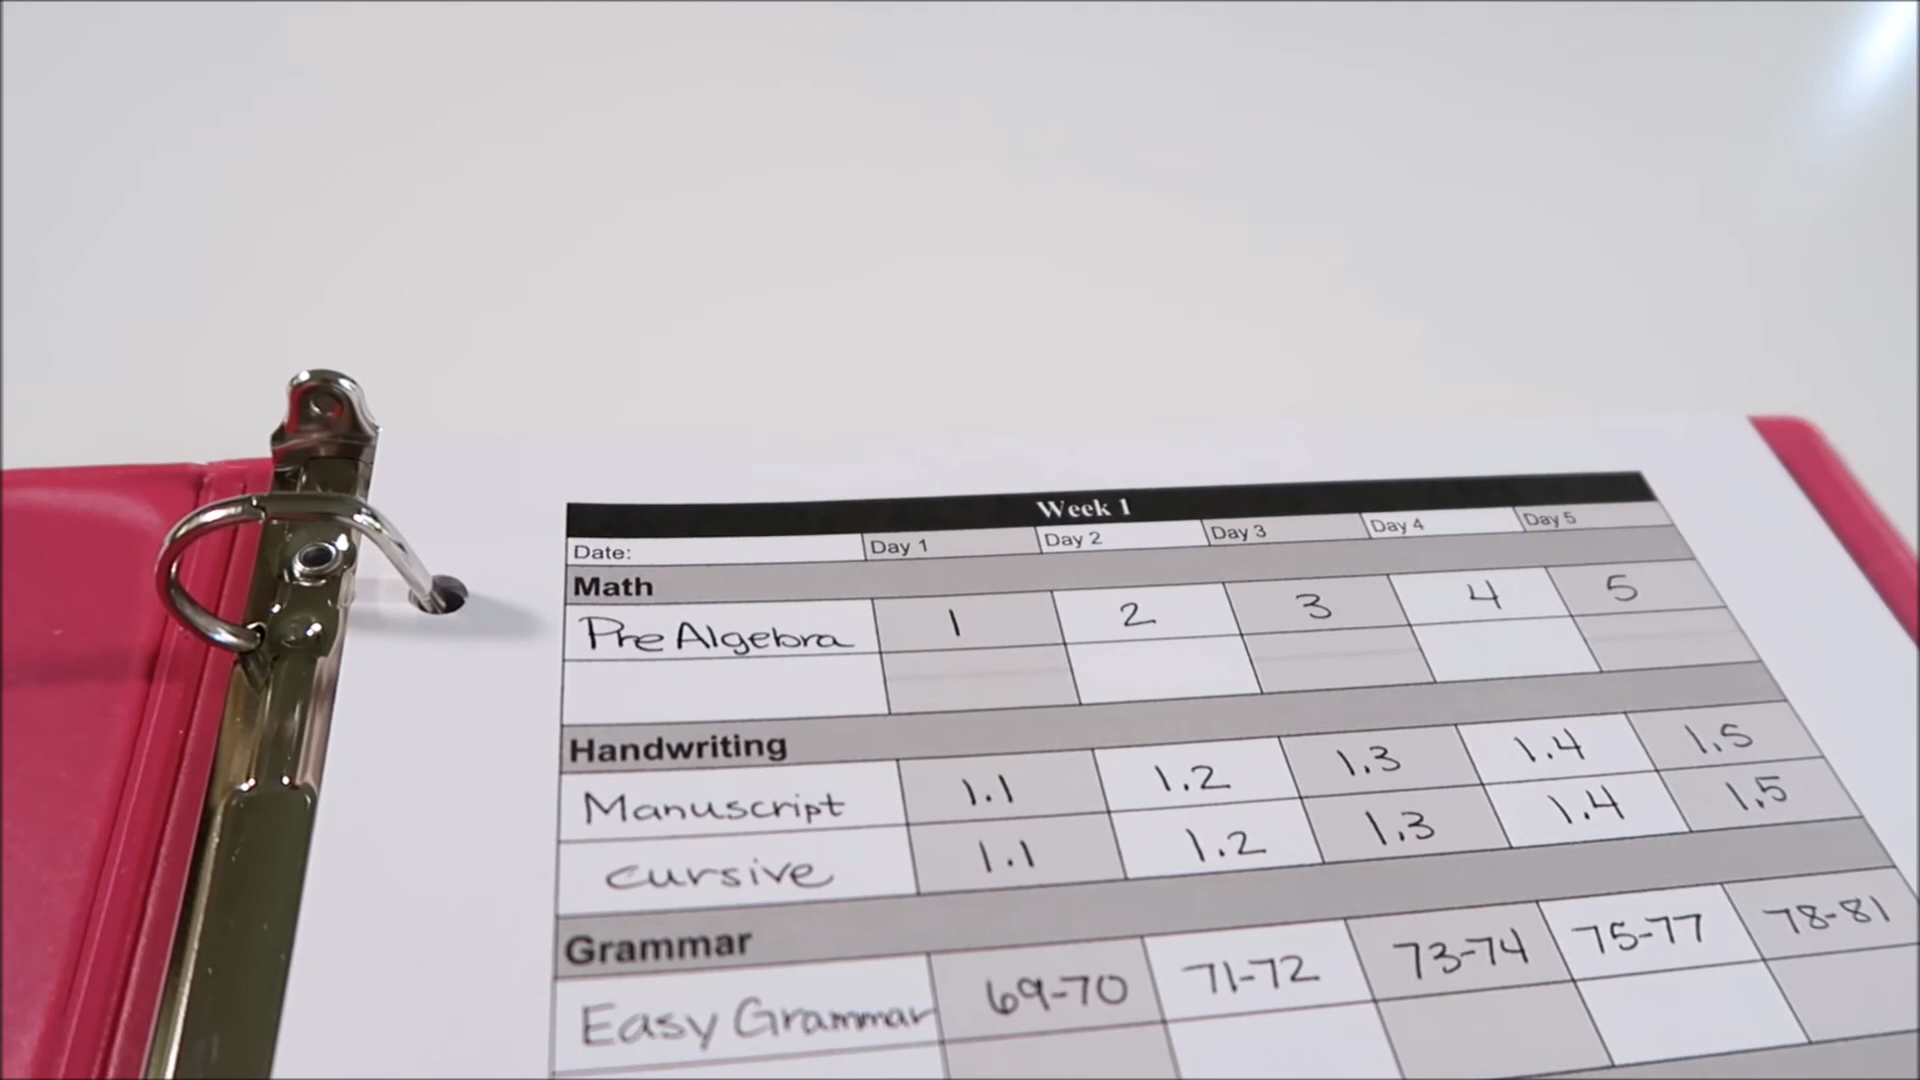 Week 1
Date: Day 1 Day 2 Day 3 Day 4 Day 5
Math
Pre Algebra 1 2 3 4 5
Handwriting
Manuscript 1.1 1.2 1.3 1.4 1.5
cursive 1.1 1.2 1.3 1.4 1.5
Grammar
Easy Grammar 69-70 71-72 73-74 75-77 78-81